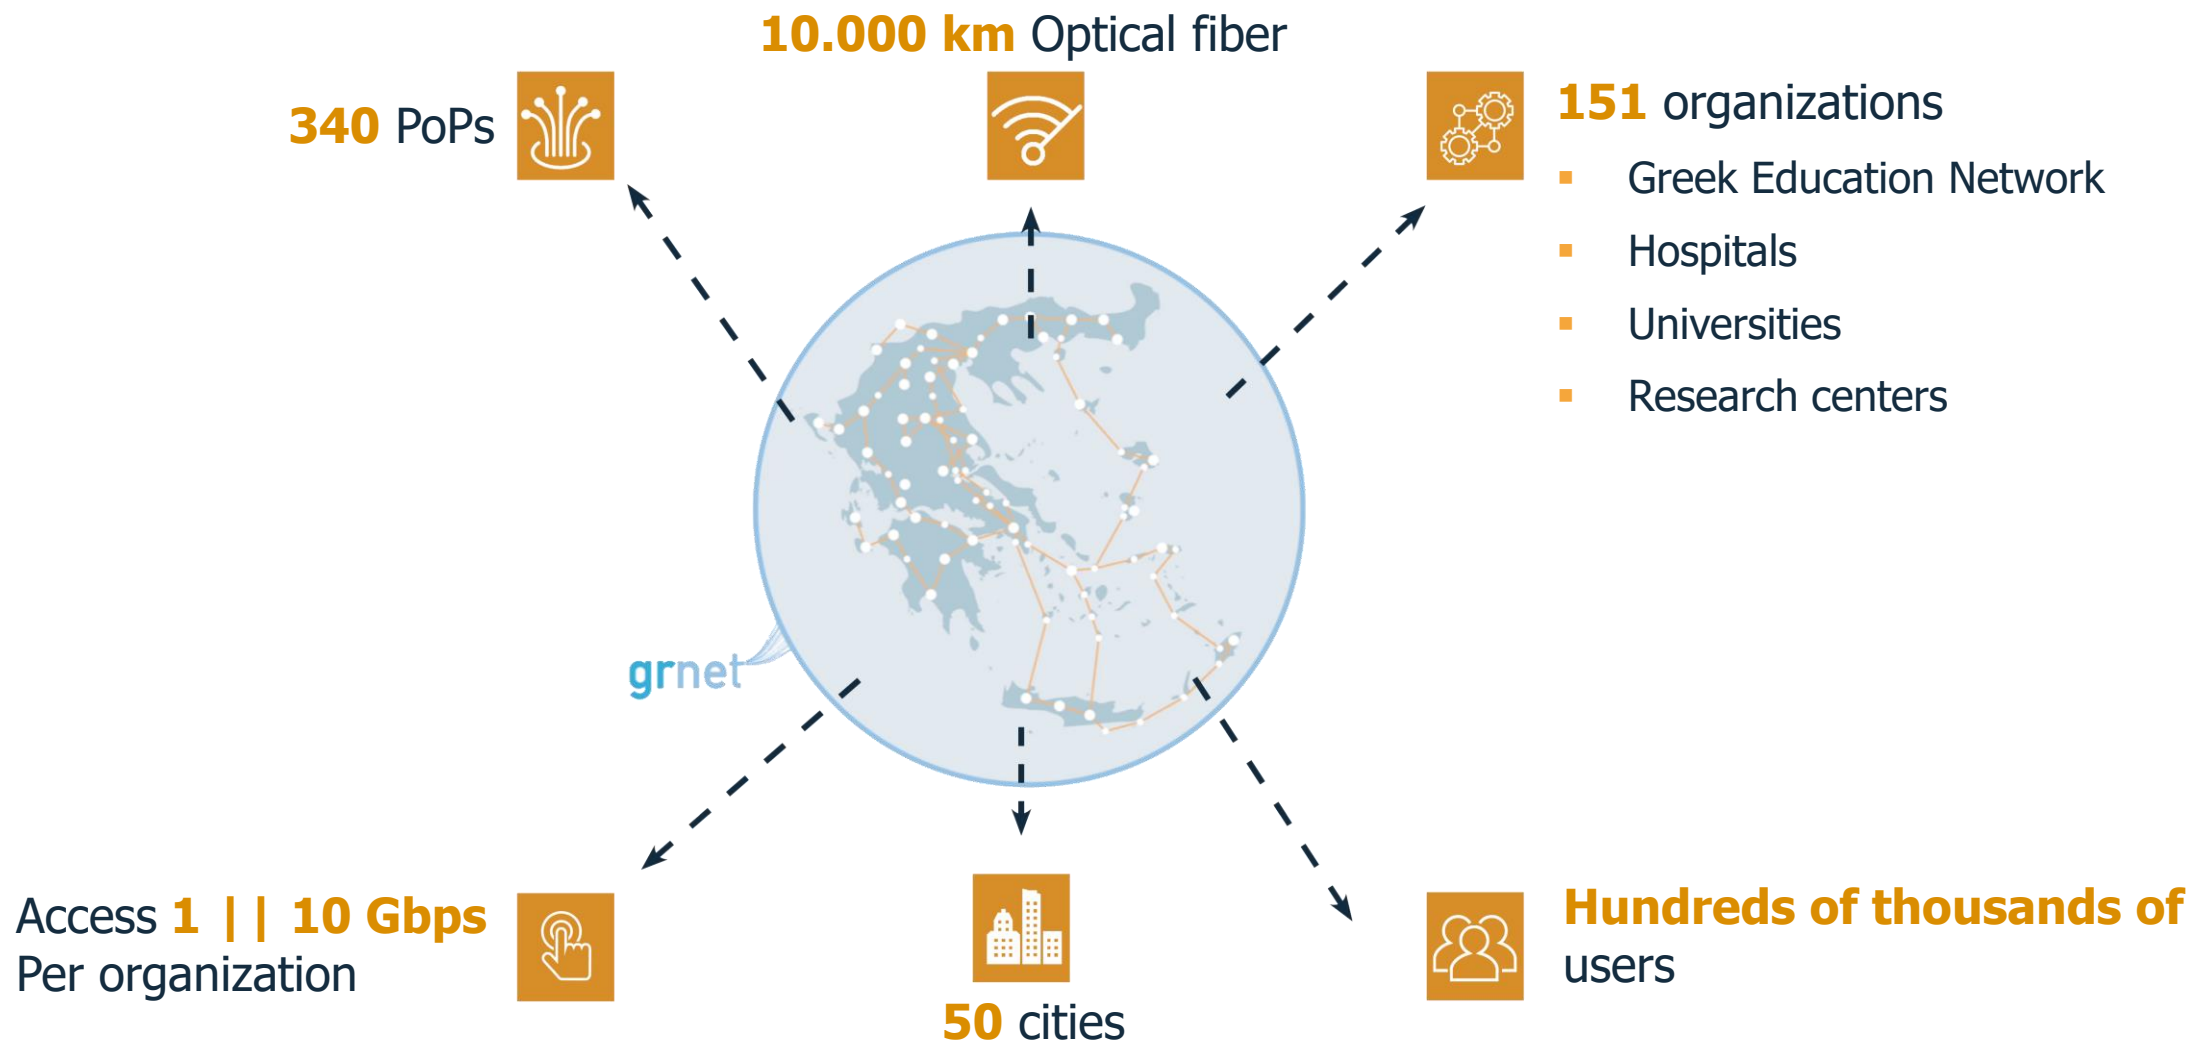 10.000 km Optical fiber
340 PoPs
151 organizations
▪ Greek Education Network
▪ Hospitals
▪ Universities
▪ Research centers
grnet
Access 1 || 10 Gbps
Per organization
50 cities
Hundreds of thousands of
users